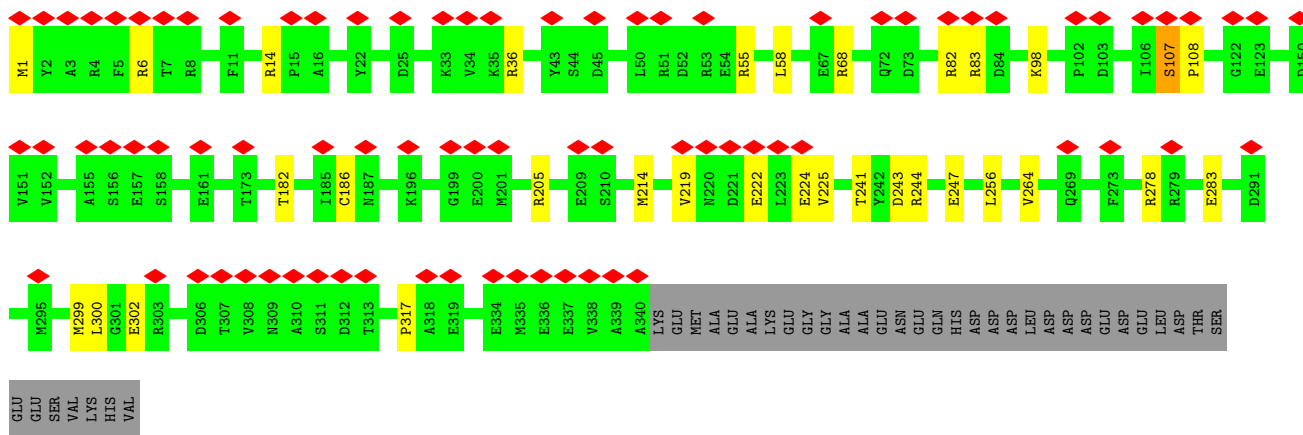 M1 Y2 A3 R4 F5 R6 T7 R8 F11 R14 P15 A16 Y22 D25 K33 V34 K35 R36 Y43 S44 D45 L50 R51 D52 R53 E54 R55 L58 E67 R68 Q72 D73 R82 R83 D84 K98 P102 D103 I106 S107 P108 G122 E123 D150
V151 V152 A155 S156 E157 S158 E161 T173 T182 I185 C186 N187 K196 G199 E200 M201 R205 E209 S210 M214 V219 N220 D221 E222 L223 E224 V225 T241 Y242 D243 R244 E247 L256 V264 Q269 F273 R278 R279 E283 D291
M295 M299 L300 G301 E302 R303 D306 T307 V308 N309 A310 S311 D312 T313 P317 A318 E319 E334 M335 E336 E337 V338 A339 A340 LYS GLU MET ALA GLU ALA LYS GLU GLY GLY ALA ALA GLU ASN GLU GLN HIS ASP ASP ASP LEU ASP ASP ASP GLU ASP GLU LEU ASP THR SER
GLU GLU SER VAL LYS HIS VAL